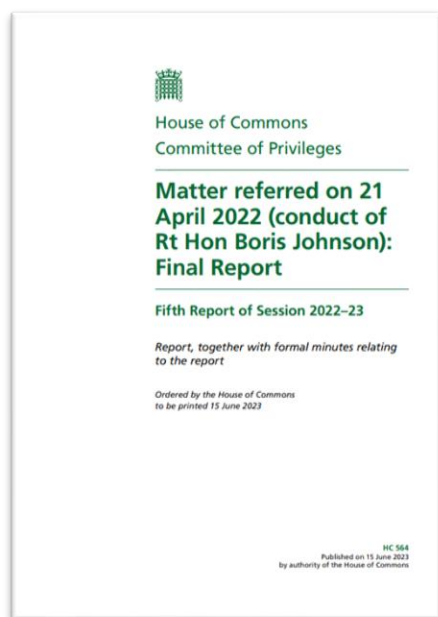 House of Commons
Committee of Privileges
Matter referred on 21
April 2022 (conduct of
Rt Hon Boris Johnson):
Final Report
Fifth Report of Session 2022–23
Report, together with formal minutes relating
to the report
Ordered by the House of Commons
to be printed 15 June 2023
HC 564
Published on 15 June 2023
by authority of the House of Commons